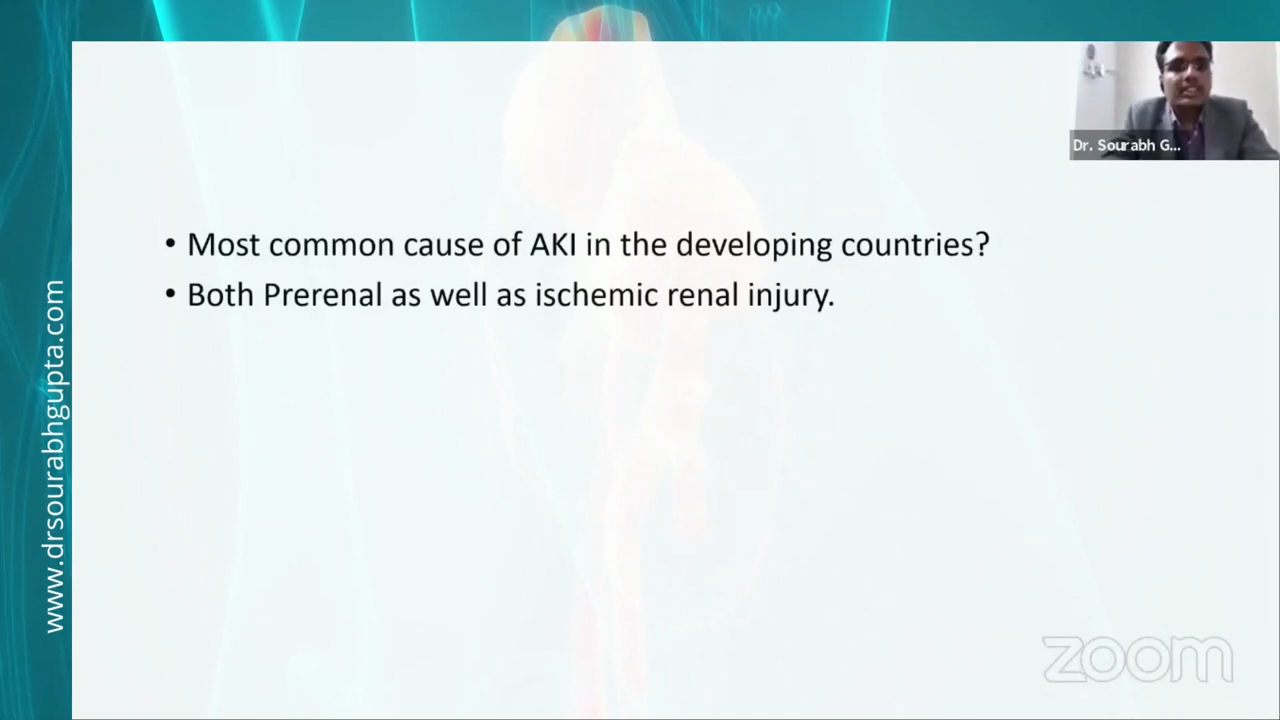 Dr. Sourabh G...
• Most common cause of AKI in the developing countries?
• Both Prerenal as well as ischemic renal injury.
www.drsourabhgupta.com
zoom